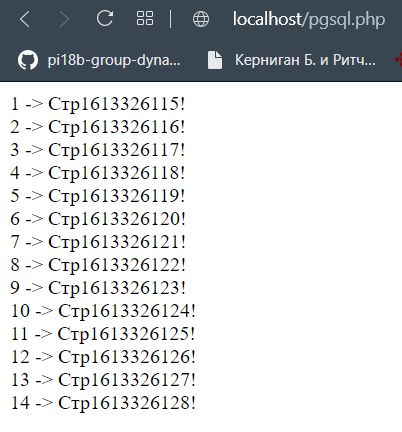 localhost/pgsql.php
pi18b-group-dyna... Керниган Б. и Ритч...
1 -> Стр1613326115!
2 -> Стр1613326116!
3 -> Стр1613326117!
4 -> Стр1613326118!
5 -> Стр1613326119!
6 -> Стр1613326120!
7 -> Стр1613326121!
8 -> Стр1613326122!
9 -> Стр1613326123!
10 -> Стр1613326124!
11 -> Стр1613326125!
12 -> Стр1613326126!
13 -> Стр1613326127!
14 -> Стр1613326128!